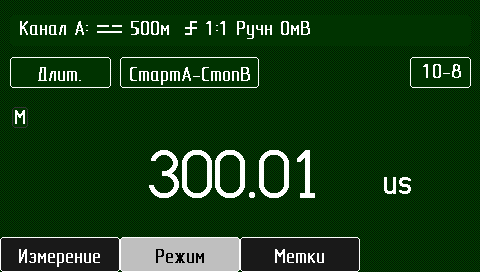 Канал А: 500м 1:1 Ручн 0мВ
Длит. СтартА-СтопВ 10-8
М
300.01 us
Измерение Режим Метки